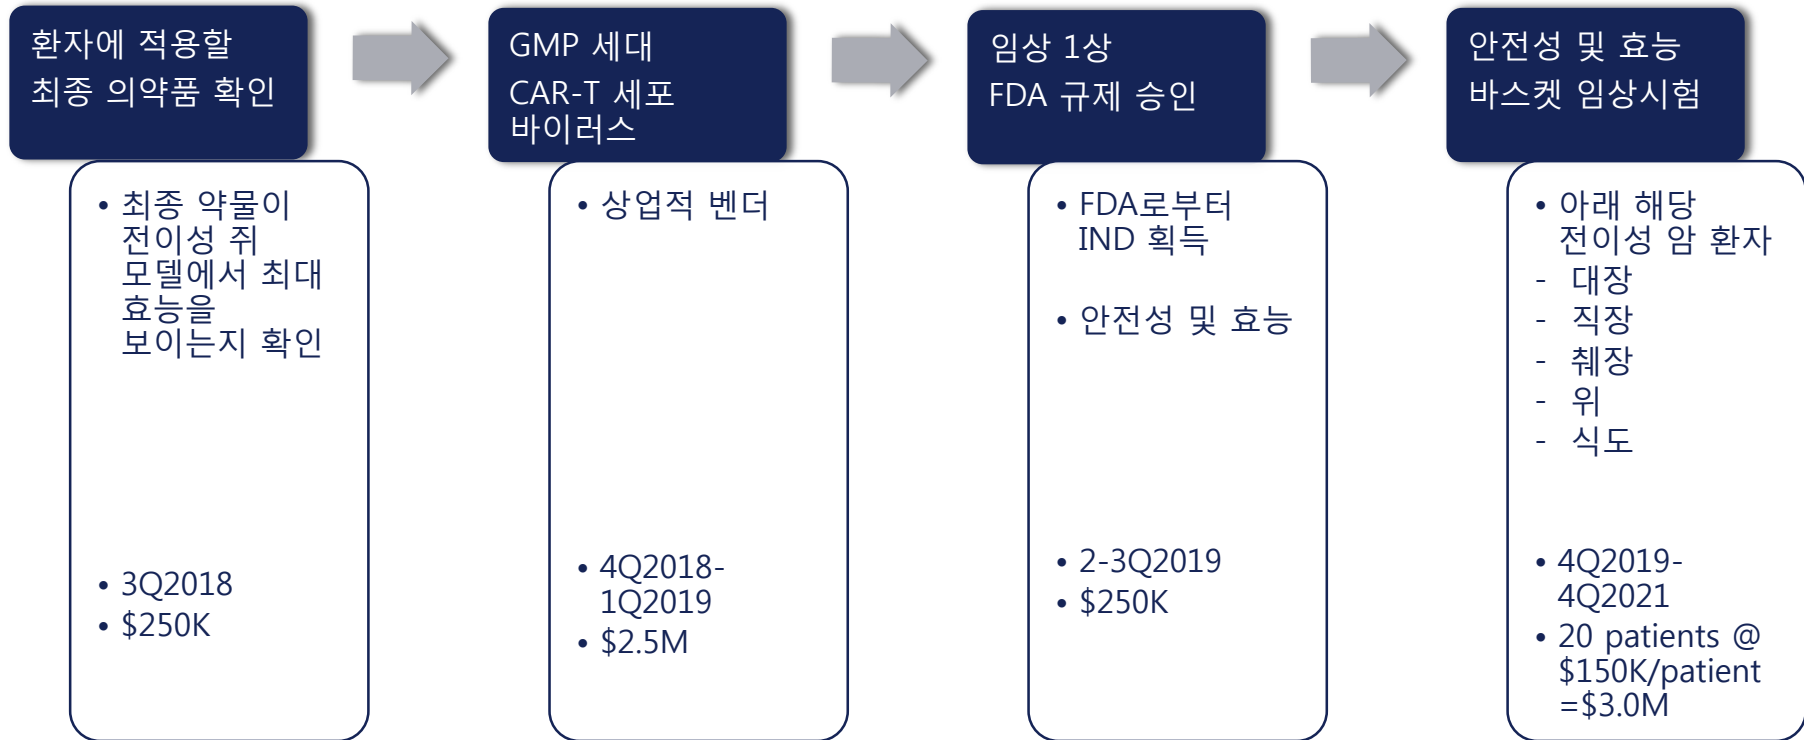 환자에 적용할
최종 의약품 확인
• 최종 약물이
전이성 쥐
모델에서 최대
효능을
보이는지 확인
• 3Q2018
• $250K
GMP 세대
CAR-T 세포
바이러스
• 상업적 벤더
• 4Q2018-
1Q2019
• $2.5M
임상 1상
FDA 규제 승인
• FDA로부터
IND 획득
• 안전성 및 효능
• 2-3Q2019
• $250K
안전성 및 효능
바스켓 임상시험
• 아래 해당
전이성 암 환자
- 대장
- 직장
- 췌장
- 위
- 식도
• 4Q2019-
4Q2021
• 20 patients @
$150K/patient
=$3.0M